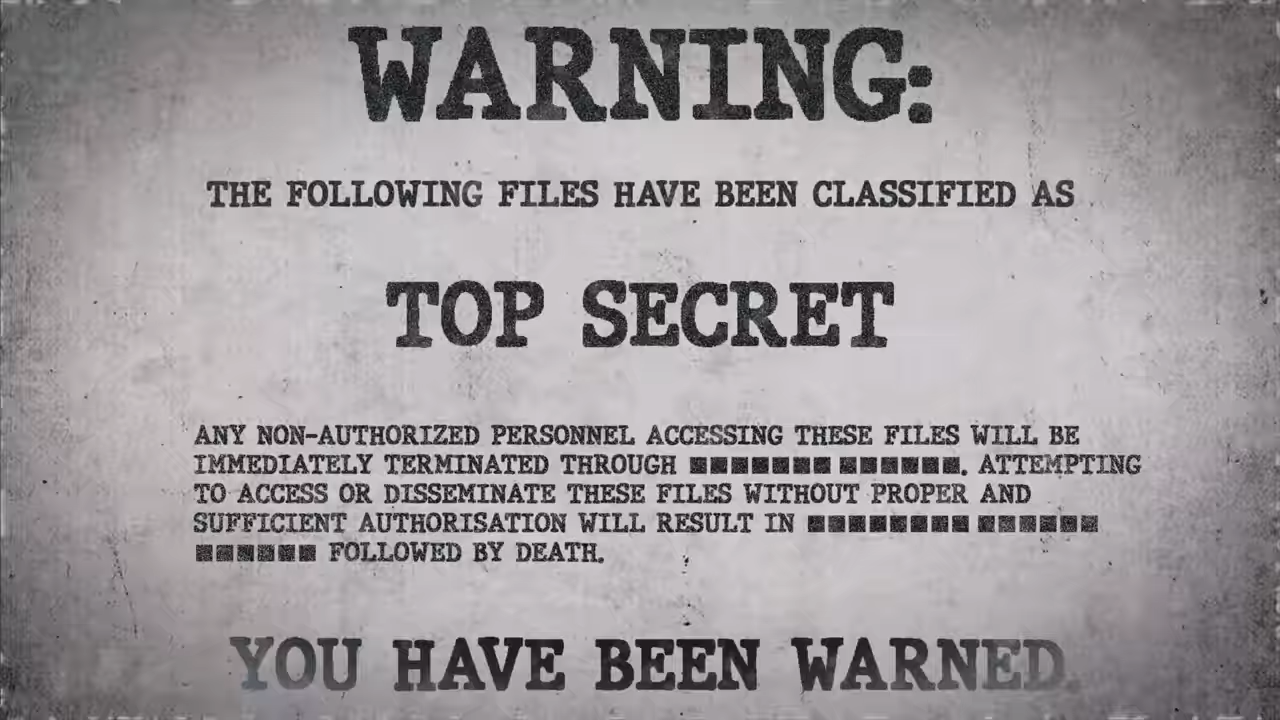 WARNING:
THE FOLLOWING FILES HAVE BEEN CLASSIFIED AS
TOP SECRET
ANY NON-AUTHORIZED PERSONNEL ACCESSING THESE FILES WILL BE
IMMEDIATELY TERMINATED THROUGH ■■■■■■■ ■■■■■■. ATTEMPTING
TO ACCESS OR DISSEMINATE THESE FILES WITHOUT PROPER AND
SUFFICIENT AUTHORISATION WILL RESULT IN ■■■■■■■■ ■■■■■■
■■■■■■ FOLLOWED BY DEATH.
YOU HAVE BEEN WARNED.